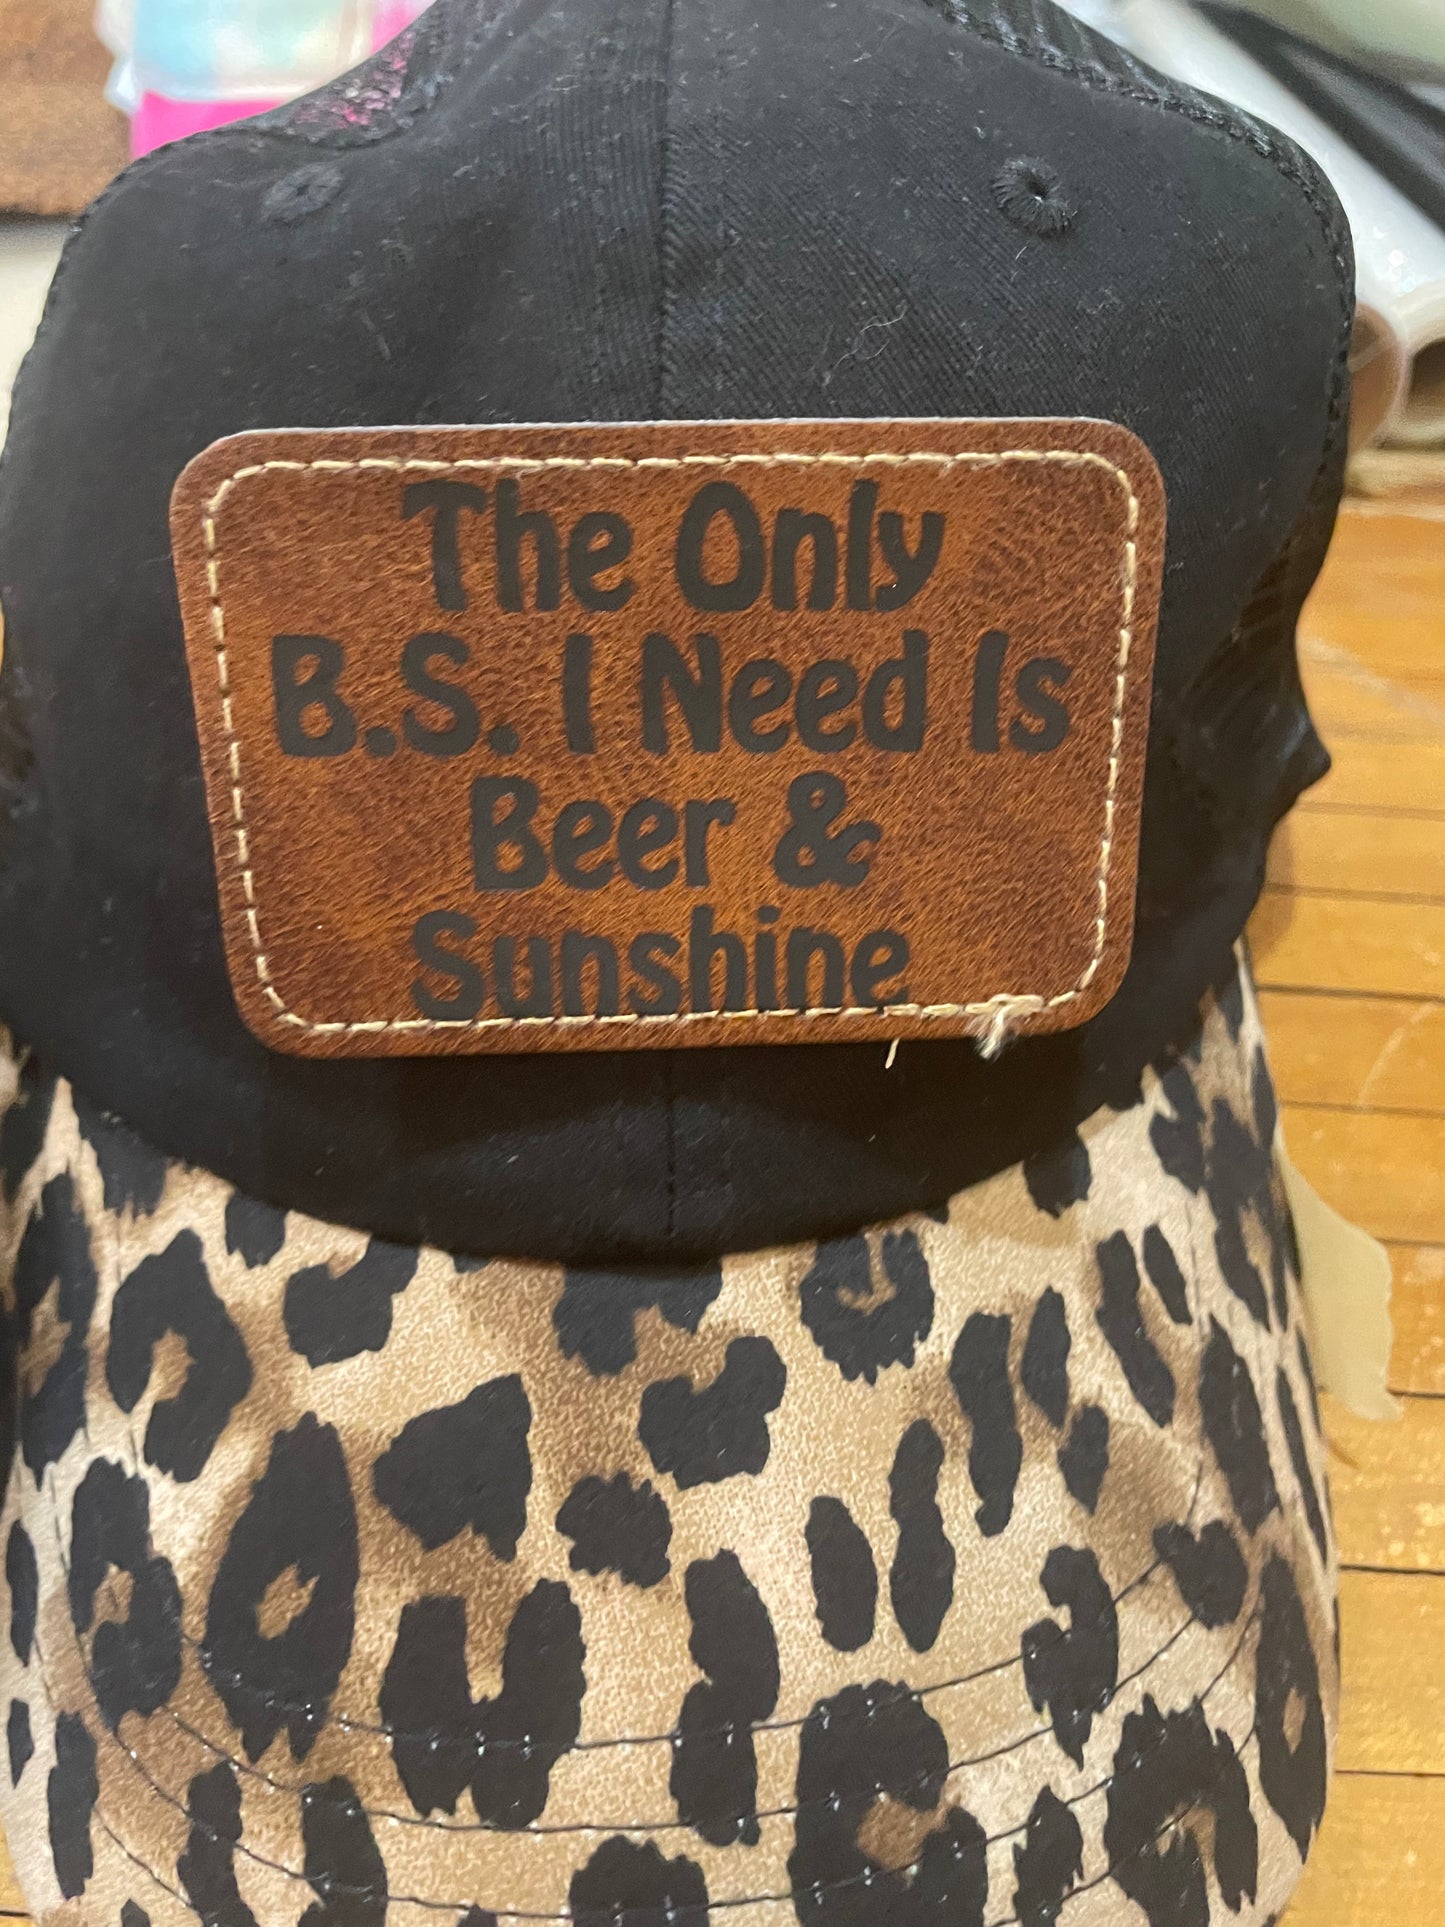 The Only
B.S. I Need Is
Beer &
Sunshine